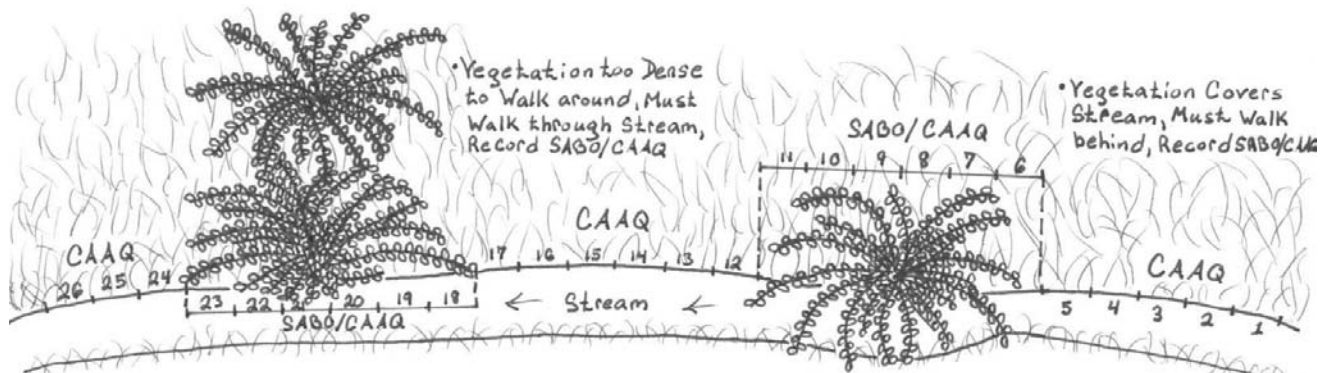 •Vegetation too Dense
to Walk around, Must
Walk through Stream,
Record SABO/CAAQ
•Vegetation Covers
Stream, Must Walk
behind, Record SABO/CAAQ
SABO/CAAQ
11 10 9 8 7 6
CAAQ
CAAQ
CAAQ
26 25 24
17 16 15 14 13 12
5 4 3 2 1
23 22 21 20 19 18
← Stream ←
SABO/CAAQ